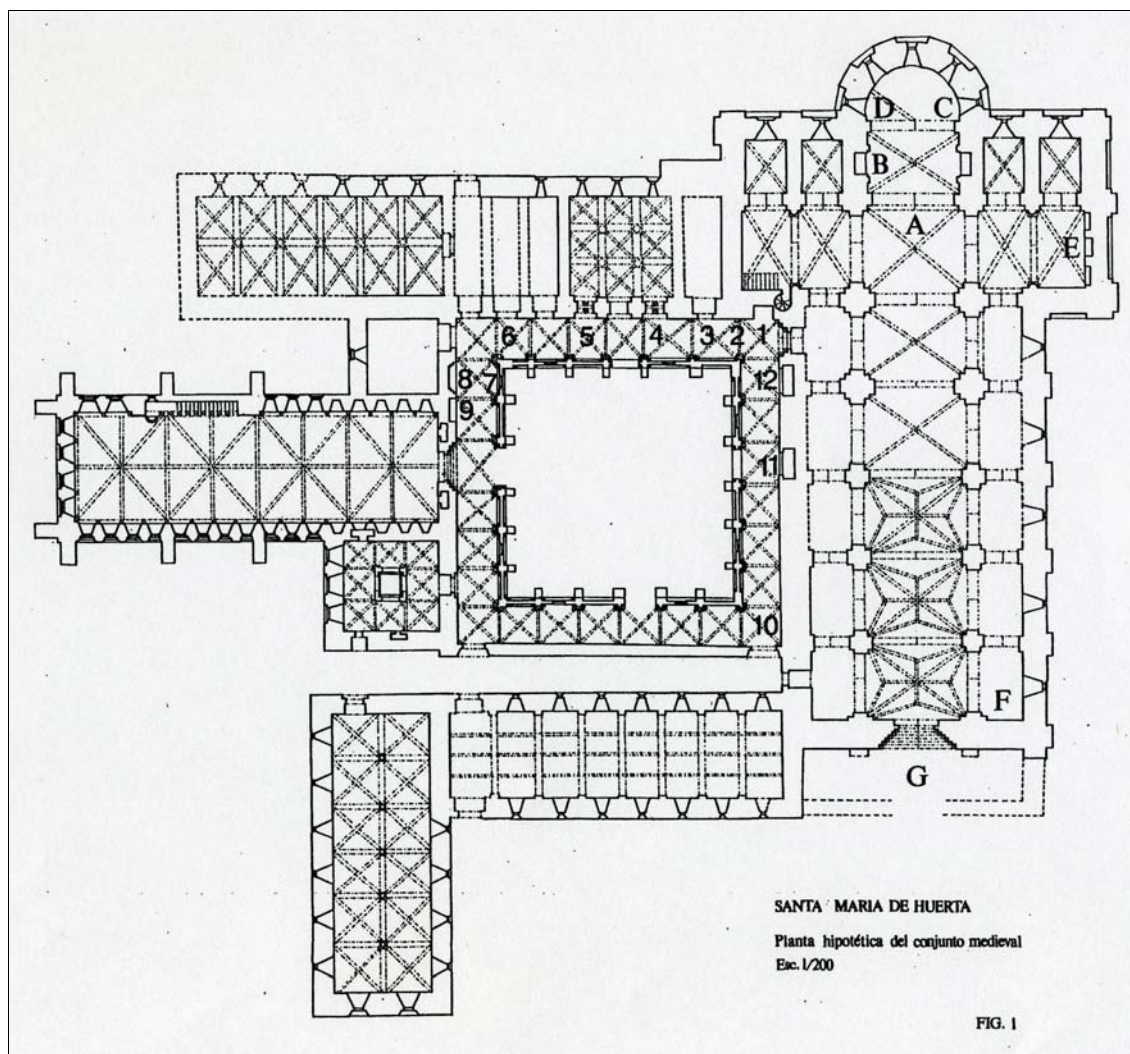 D C
B
A
E
6 5 4 3 2 1
8 7 12
9
11
10
F
G
SANTA MARIA DE HUERTA
Planta hipotética del conjunto medieval
Esc. 1/200
FIG. 1